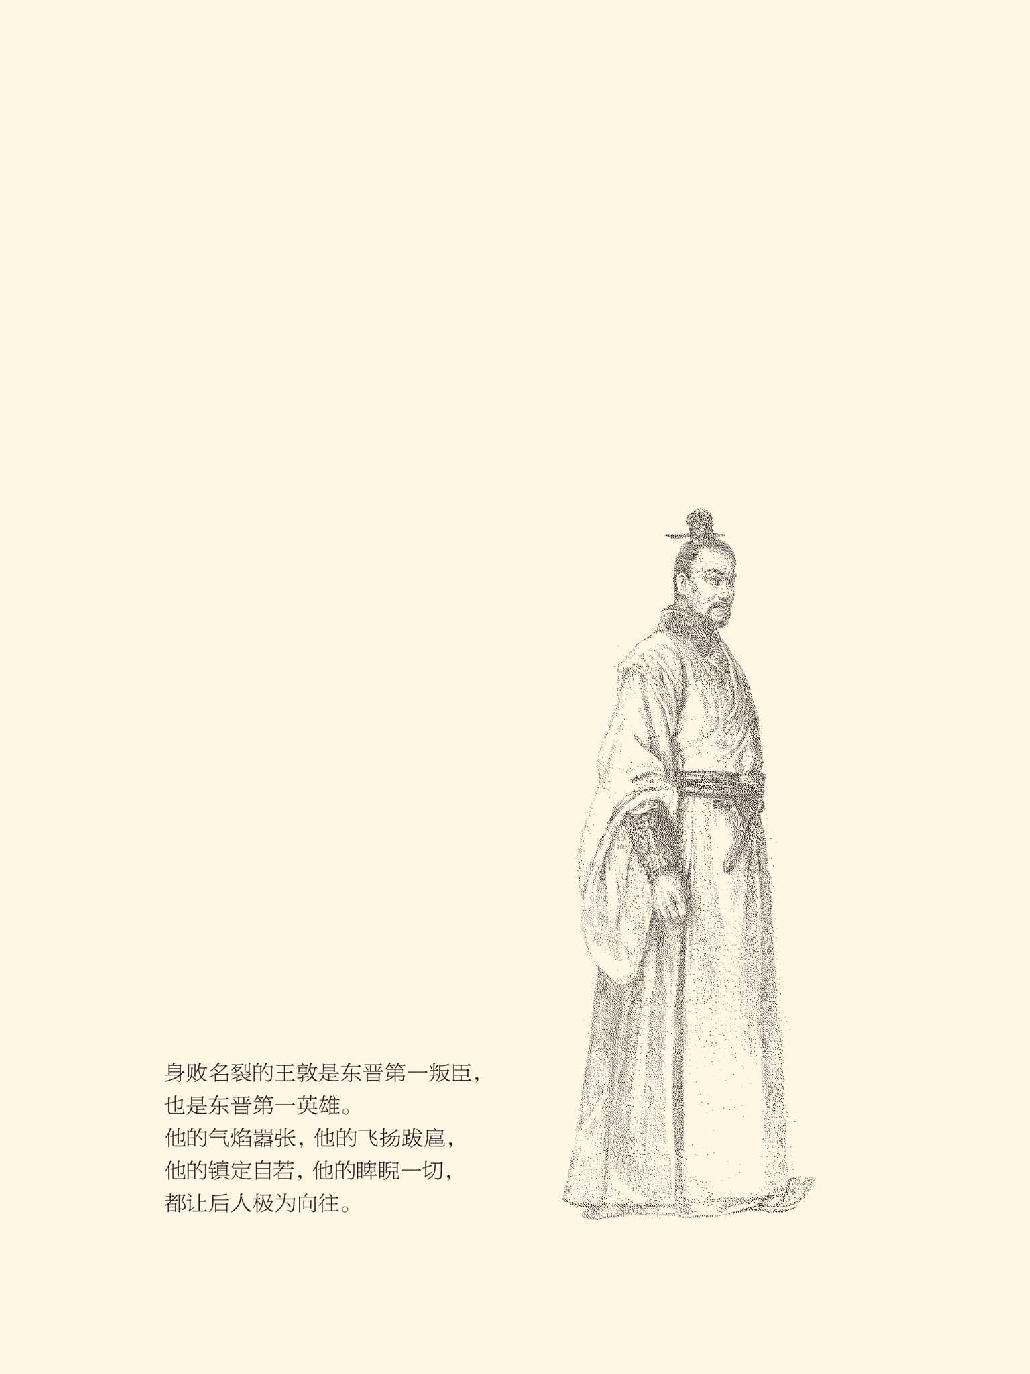 身败名裂的王敦是东晋第一叛臣，
也是东晋第一英雄。
他的气焰嚣张，他的飞扬跋扈，
他的镇定自若，他的睥睨一切，
都让后人极为向往。